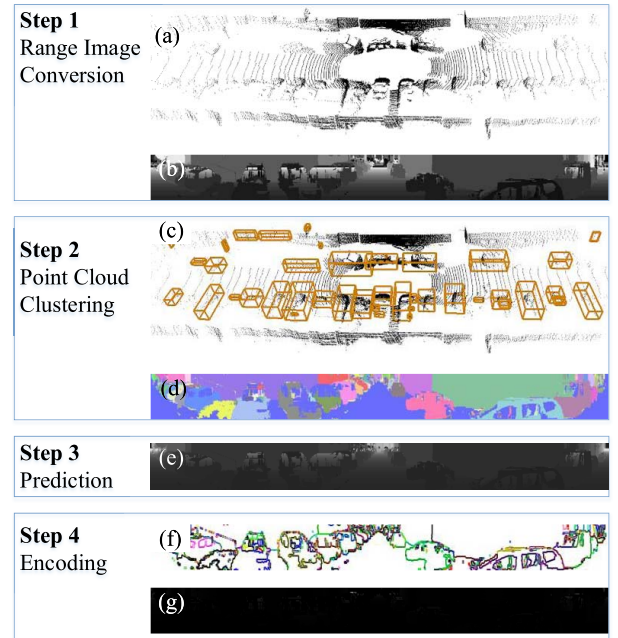 Step 1
Range Image
Conversion
(a)
(b)
Step 2
Point Cloud
Clustering
(c)
(d)
Step 3
Prediction
(e)
Step 4
Encoding
(f)
(g)